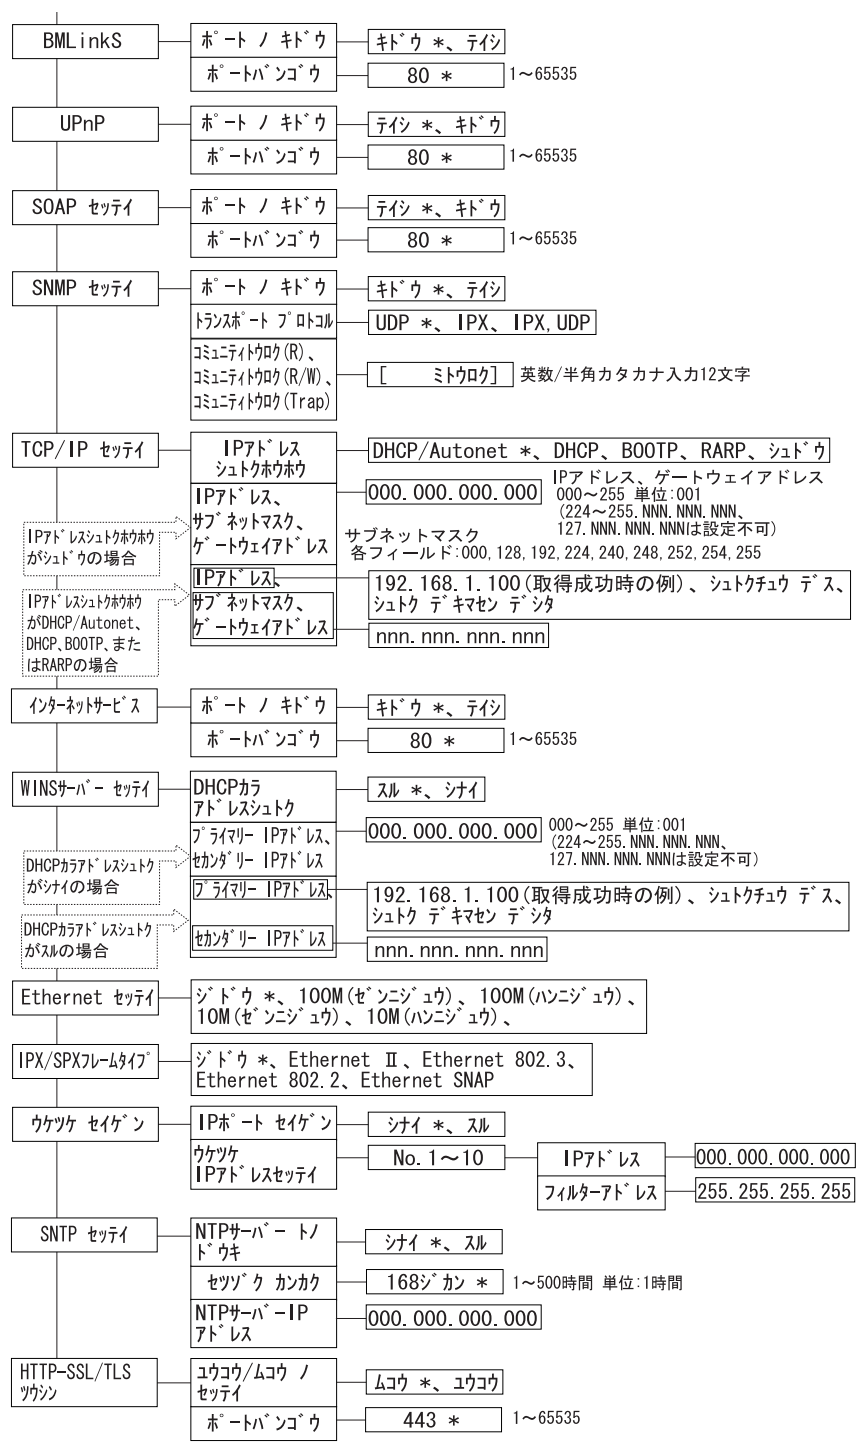 BMLinkS
ﾎﾟｰﾄ ﾉ ｷﾄﾞｳ
ｷﾄﾞｳ *、 ﾃｲｼ
ﾎﾟｰﾄﾊﾞﾝｺﾞｳ
80 *
1～65535
UPnP
ﾎﾟｰﾄ ﾉ ｷﾄﾞｳ
ﾃｲｼ *、 ｷﾄﾞｳ
ﾎﾟｰﾄﾊﾞﾝｺﾞｳ
80 *
1～65535
SOAP ｾｯﾃｲ
ﾎﾟｰﾄ ﾉ ｷﾄﾞｳ
ﾃｲｼ *、 ｷﾄﾞｳ
ﾎﾟｰﾄﾊﾞﾝｺﾞｳ
80 *
1～65535
SNMP ｾｯﾃｲ
ﾎﾟｰﾄ ﾉ ｷﾄﾞｳ
ｷﾄﾞｳ *、 ﾃｲｼ
ﾄﾗﾝｽﾎﾟｰﾄ ﾌﾟﾛﾄｺﾙ
UDP *、 IPX、 IPX,UDP
ｺﾐｭﾆﾃｨﾄｳﾛｸ(R)、
ｺﾐｭﾆﾃｨﾄｳﾛｸ(R/W)、
ｺﾐｭﾆﾃｨﾄｳﾛｸ(Trap)
[ ﾐﾄｳﾛｸ]
英数/半角カタカナ入力12文字
TCP/IP ｾｯﾃｲ
IPｱﾄﾞﾚｽ
ｼｭﾄｸﾎｳﾎｳ
DHCP/Autonet *、DHCP、BOOTP、RARP、ｼｭﾄﾞｳ
IPｱﾄﾞﾚｽ、
ｻﾌﾞﾈｯﾄﾏｽｸ、
ｹﾞｰﾄｳｪｲｱﾄﾞﾚｽ
000.000.000.000
IPアドレス、ゲートウェイアドレス
000～255 単位:001
(224～255.NNN.NNN.NNN、
127.NNN.NNN.NNNは設定不可)
サブネットマスク
各フィールド:000,128,192,224,240,248,252,254,255
IPｱﾄﾞﾚｽｼｭﾄｸﾎｳﾎｳ
がｼｭﾄﾞｳの場合
IPｱﾄﾞﾚｽ、
ｻﾌﾞﾈｯﾄﾏｽｸ、
ｹﾞｰﾄｳｪｲｱﾄﾞﾚｽ
192.168.1.100(取得成功時の例)、ｼｭﾄｸﾁｭｳ ﾃﾞｽ、
ｼｭﾄｸ ﾃﾞｷﾏｾﾝ ﾃﾞｼﾀ
nnn.nnn.nnn.nnn
IPｱﾄﾞﾚｽｼｭﾄｸﾎｳﾎｳ
がDHCP/Autonet、
DHCP、BOOTP、また
はRARPの場合
ｲﾝﾀｰﾈｯﾄｻｰﾋﾞｽ
ﾎﾟｰﾄ ﾉ ｷﾄﾞｳ
ｷﾄﾞｳ *、 ﾃｲｼ
ﾎﾟｰﾄﾊﾞﾝｺﾞｳ
80 *
1～65535
WINSｻｰﾊﾞｰ ｾｯﾃｲ
DHCPｶﾗ
ｱﾄﾞﾚｽｼｭﾄｸ
ｽﾙ *、 ｼﾅｲ
ﾌﾟﾗｲﾏﾘｰ IPｱﾄﾞﾚｽ、
ｾｶﾝﾀﾞﾘｰ IPｱﾄﾞﾚｽ
000.000.000.000
000～255 単位:001
(224～255.NNN.NNN.NNN、
127.NNN.NNN.NNNは設定不可)
DHCPｶﾗｱﾄﾞﾚｽｼｭﾄｸ
がｼﾅｲの場合
ﾌﾟﾗｲﾏﾘｰ IPｱﾄﾞﾚｽ、
192.168.1.100(取得成功時の例)、ｼｭﾄｸﾁｭｳ ﾃﾞｽ、
ｼｭﾄｸ ﾃﾞｷﾏｾﾝ ﾃﾞｼﾀ
DHCPｶﾗｱﾄﾞﾚｽｼｭﾄｸ
がｽﾙの場合
ｾｶﾝﾀﾞﾘｰ IPｱﾄﾞﾚｽ
nnn.nnn.nnn.nnn
Ethernet ｾｯﾃｲ
ｼﾞﾄﾞｳ *、 100M(ｾﾞﾝﾆｼﾞｭｳ)、 100M(ﾊﾝﾆｼﾞｭｳ)、
10M(ｾﾞﾝﾆｼﾞｭｳ)、 10M(ﾊﾝﾆｼﾞｭｳ)、
IPX/SPXﾌﾚｰﾑﾀｲﾌﾟ
ｼﾞﾄﾞｳ *、Ethernet Ⅱ、Ethernet 802.3、
Ethernet 802.2、Ethernet SNAP
ｳｹﾂｹ ｾｲｹﾞﾝ
IPﾎﾟｰﾄ ｾｲｹﾞﾝ
ｼﾅｲ *、 ｽﾙ
ｳｹﾂｹ
IPｱﾄﾞﾚｽｾｯﾃｲ
No.1～10
IPｱﾄﾞﾚｽ
000.000.000.000
ﾌｨﾙﾀｰｱﾄﾞﾚｽ
255.255.255.255
SNTP ｾｯﾃｲ
NTPｻｰﾊﾞｰ ﾄﾉ
ﾄﾞｳｷ
ｼﾅｲ *、 ｽﾙ
ｾﾂｿﾞｸ ｶﾝｶｸ
168ｼﾞｶﾝ *
1～500時間 単位:1時間
NTPｻｰﾊﾞｰIP
ｱﾄﾞﾚｽ
000.000.000.000
HTTP-SSL/TLS
ﾂｳｼﾝ
ﾕｳｺｳ/ﾑｺｳ ﾉ
ｾｯﾃｲ
ﾑｺｳ *、 ﾕｳｺｳ
ﾎﾟｰﾄﾊﾞﾝｺﾞｳ
443 *
1～65535